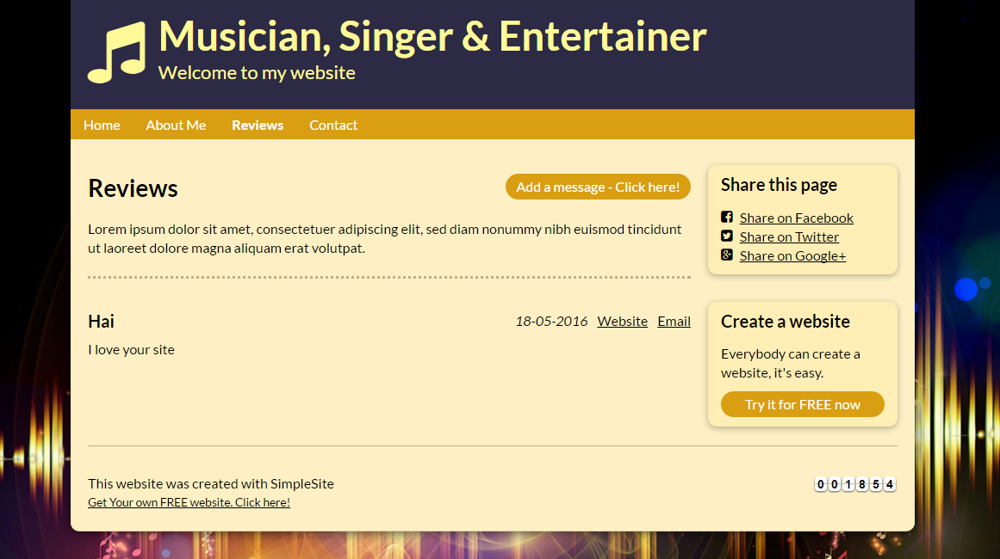 Musician, Singer & Entertainer
Welcome to my website
Home About Me Reviews Contact
Reviews
Add a message - Click here!
Lorem ipsum dolor sit amet, consectetuer adipiscing elit, sed diam nonummy nibh euismod tincidunt
ut laoreet dolore magna aliquam erat volutpat.
Hai
18-05-2016 Website Email
I love your site
Share this page
Share on Facebook
Share on Twitter
Share on Google+
Create a website
Everybody can create a
website, it's easy.
Try it for FREE now
This website was created with SimpleSite
Get Your own FREE website. Click here!
001854